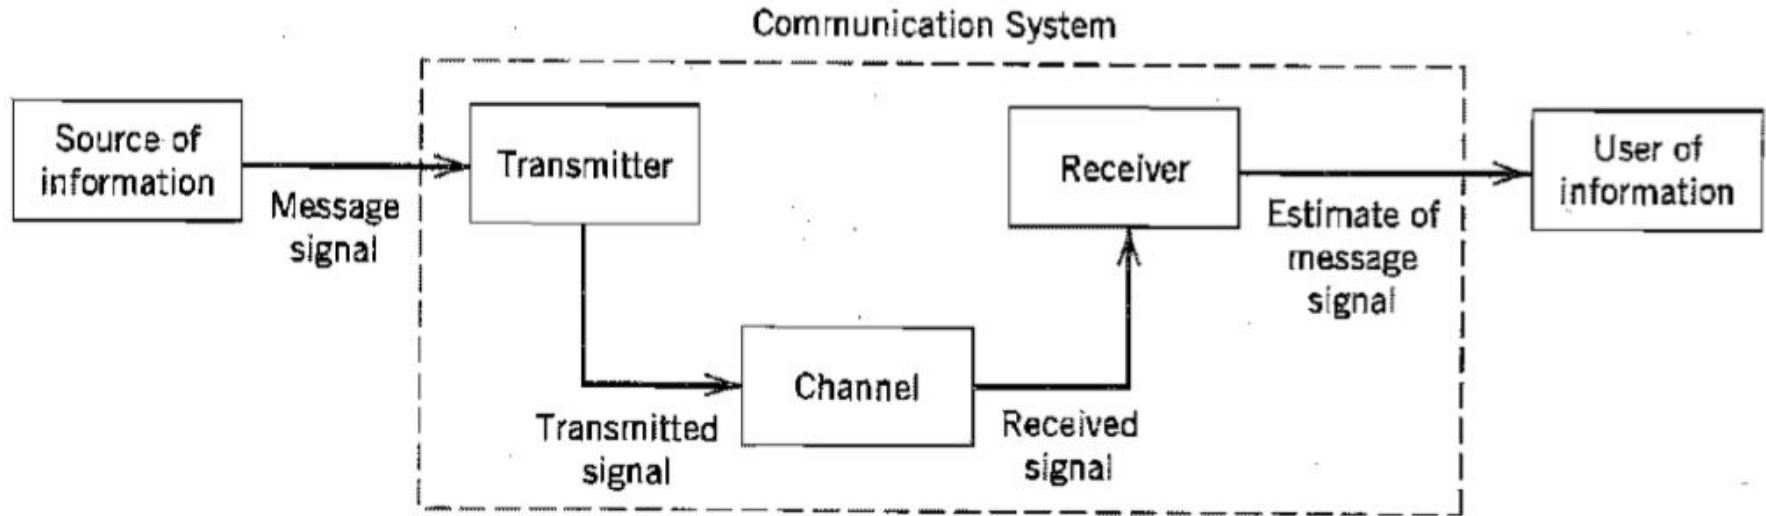 Communication System
Source of
information
Message
signal
Transmitter
Transmitted
signal
Channel
Received
signal
Receiver
Estimate of
message
signal
User of
information